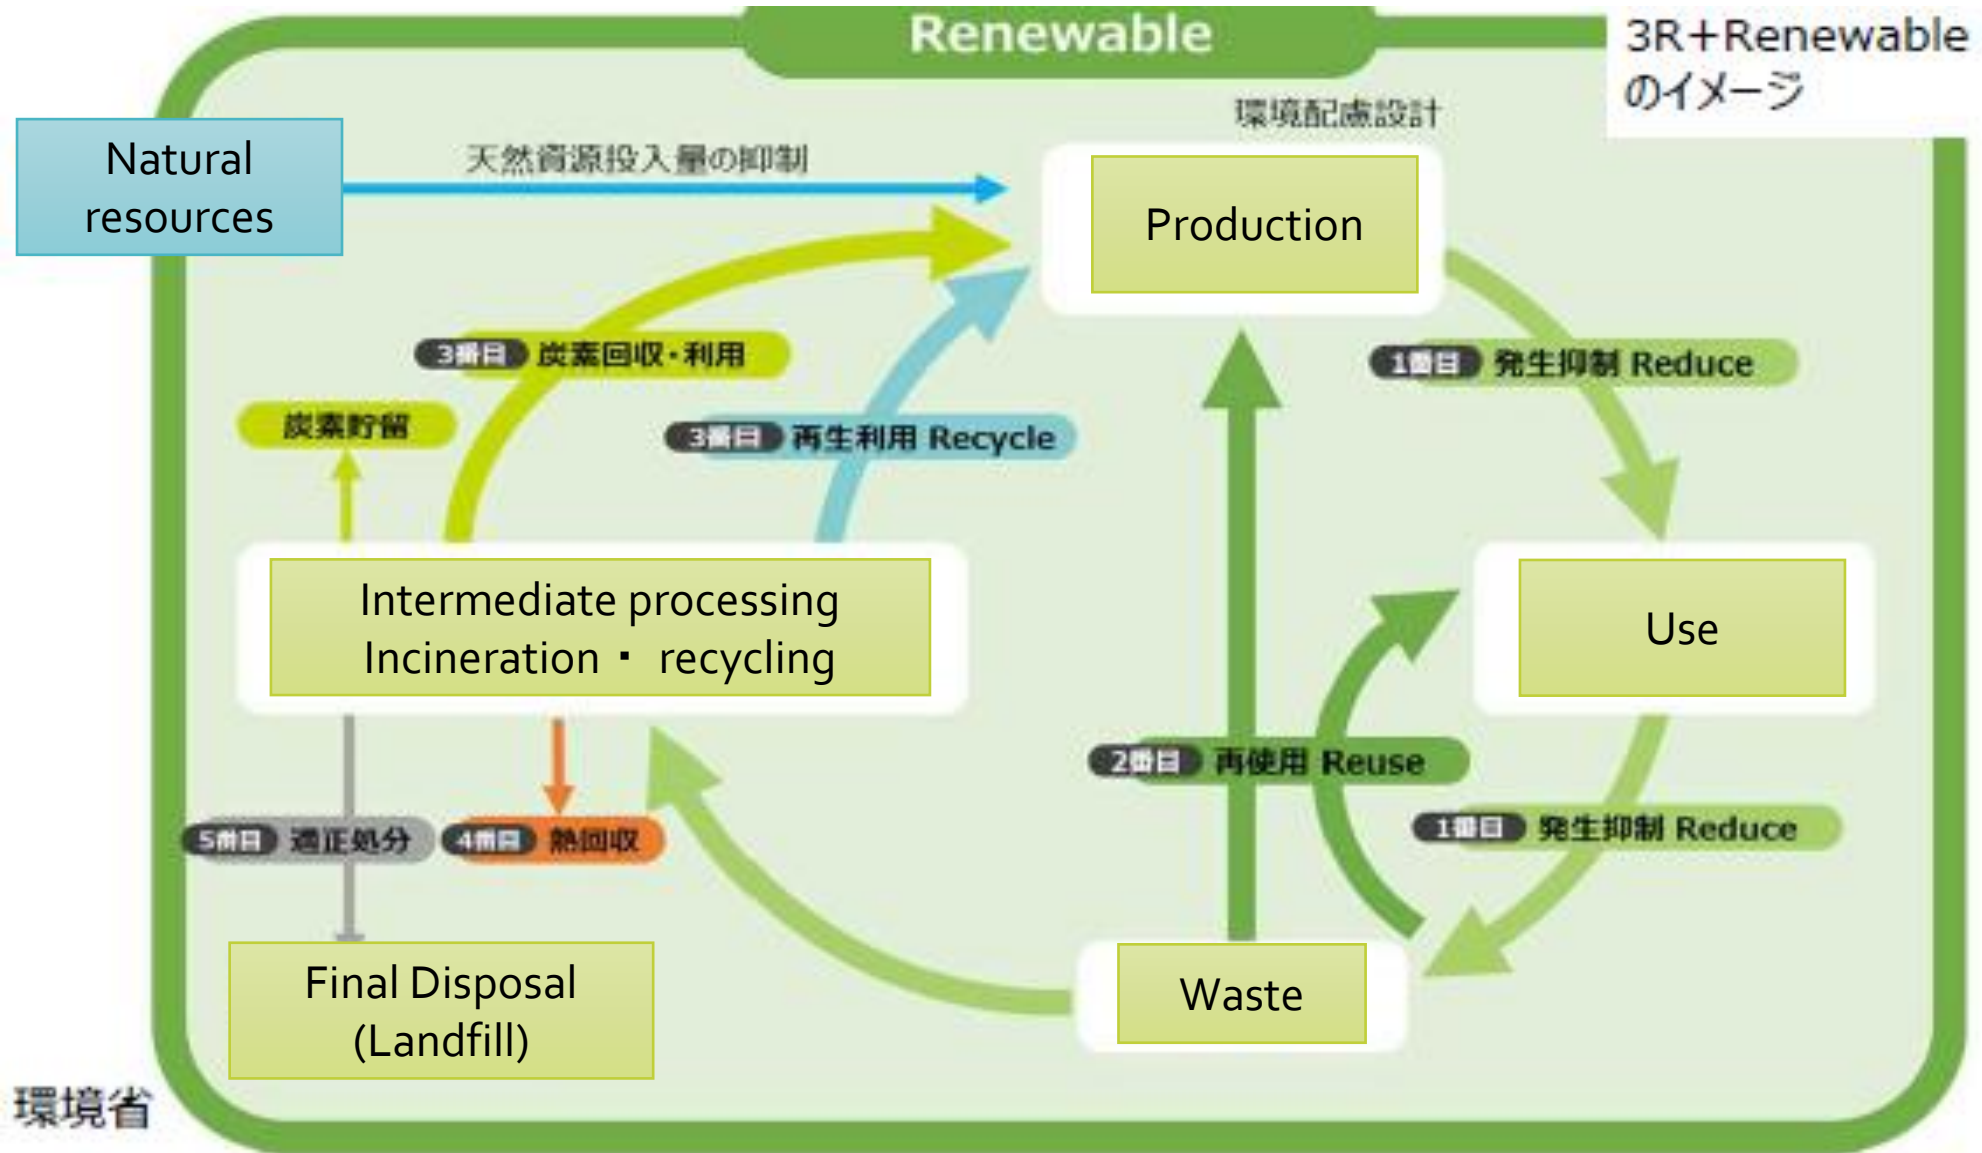 Renewable
3R+Renewable
のイメージ
環境配慮設計
Natural
resources
天然資源投入量の抑制
Production
3番目 炭素回収・利用
1番目 発生抑制 Reduce
炭素貯留
3番目 再生利用 Recycle
Intermediate processing
Incineration・ recycling
Use
2番目 再使用 Reuse
1番目 発生抑制 Reduce
5番目 適正処分
4番目 熱回収
Final Disposal
(Landfill)
Waste
環境省